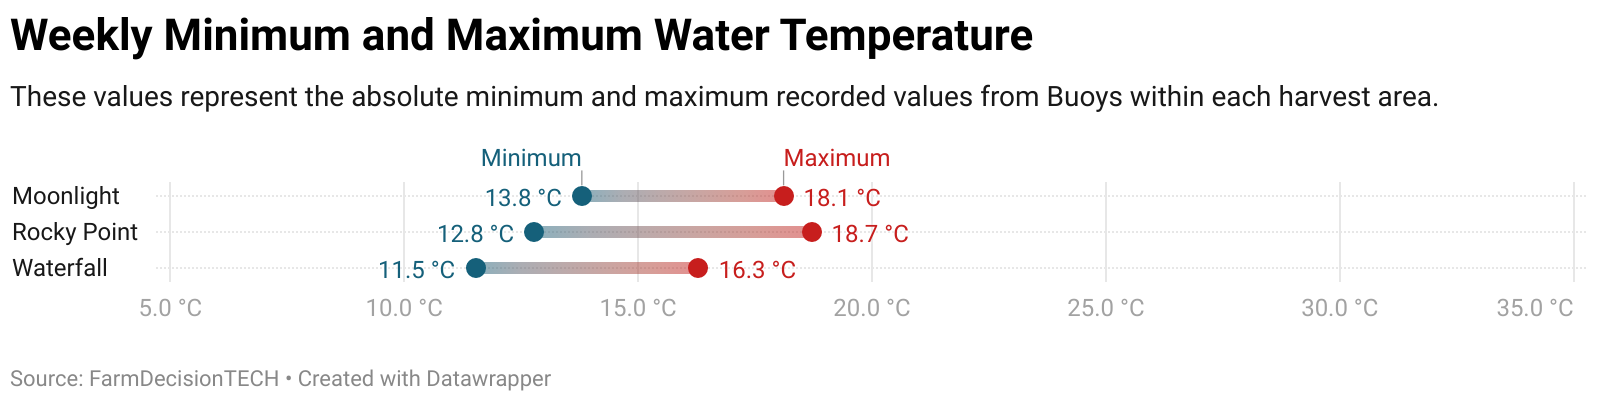 Weekly Minimum and Maximum Water Temperature
These values represent the absolute minimum and maximum recorded values from Buoys within each harvest area.
Minimum Maximum
Moonlight 13.8 °C 18.1 °C
Rocky Point 12.8 °C 18.7 °C
Waterfall 11.5 °C 16.3 °C
5.0 °C 10.0 °C 15.0 °C 20.0 °C 25.0 °C 30.0 °C 35.0 °C
Source: FarmDecisionTECH • Created with Datawrapper